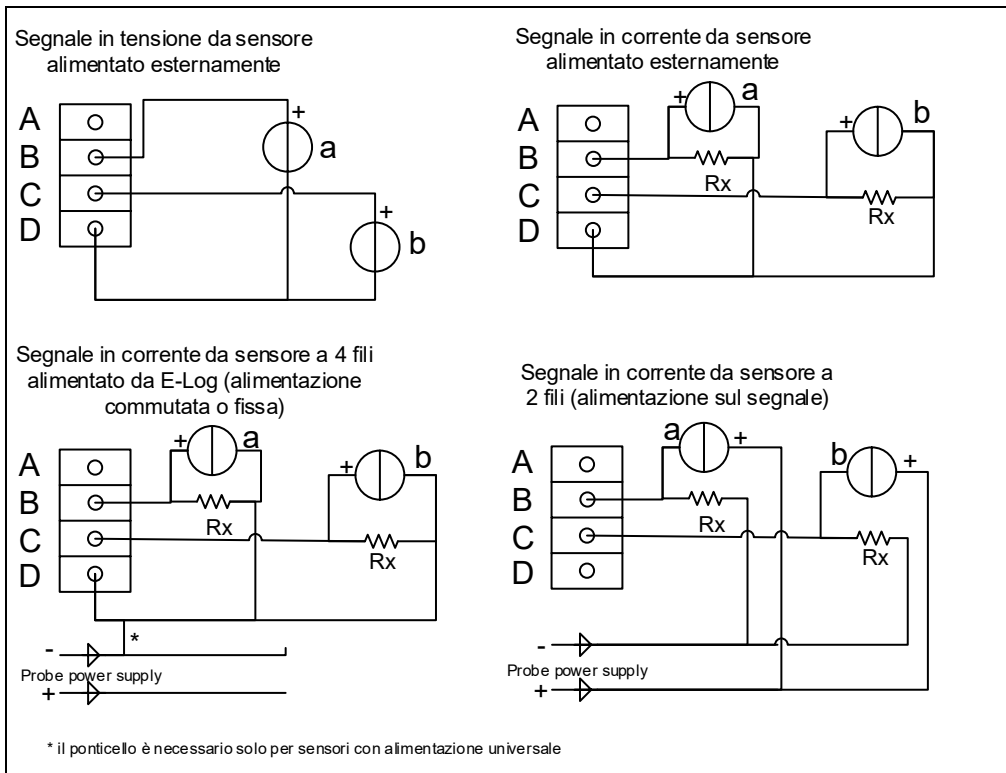 Segnale in tensione da sensore
alimentato esternamente
A
B
C
D
+
a
+
b
Segnale in corrente da sensore
alimentato esternamente
A
B
C
D
+
a
Rx
+
b
Rx
Segnale in corrente da sensore a 4 fili
alimentato da E-Log (alimentazione
commutata o fissa)
A
B
C
D
+
a
Rx
+
b
Rx
*
-
Probe power supply
+
Segnale in corrente da sensore a
2 fili (alimentazione sul segnale)
A
B
C
D
a
+
Rx
b
+
Rx
-
Probe power supply
+
* il ponticello è necessario solo per sensori con alimentazione universale